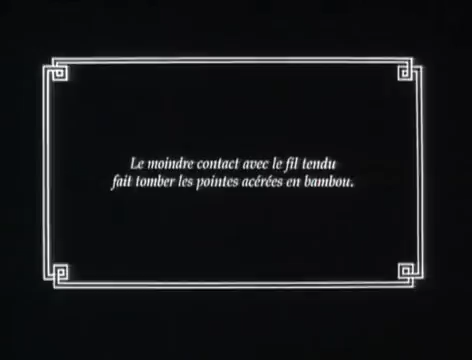 Le moindre contact avec le fil tendu
fait tomber les pointes acérées en bambou.